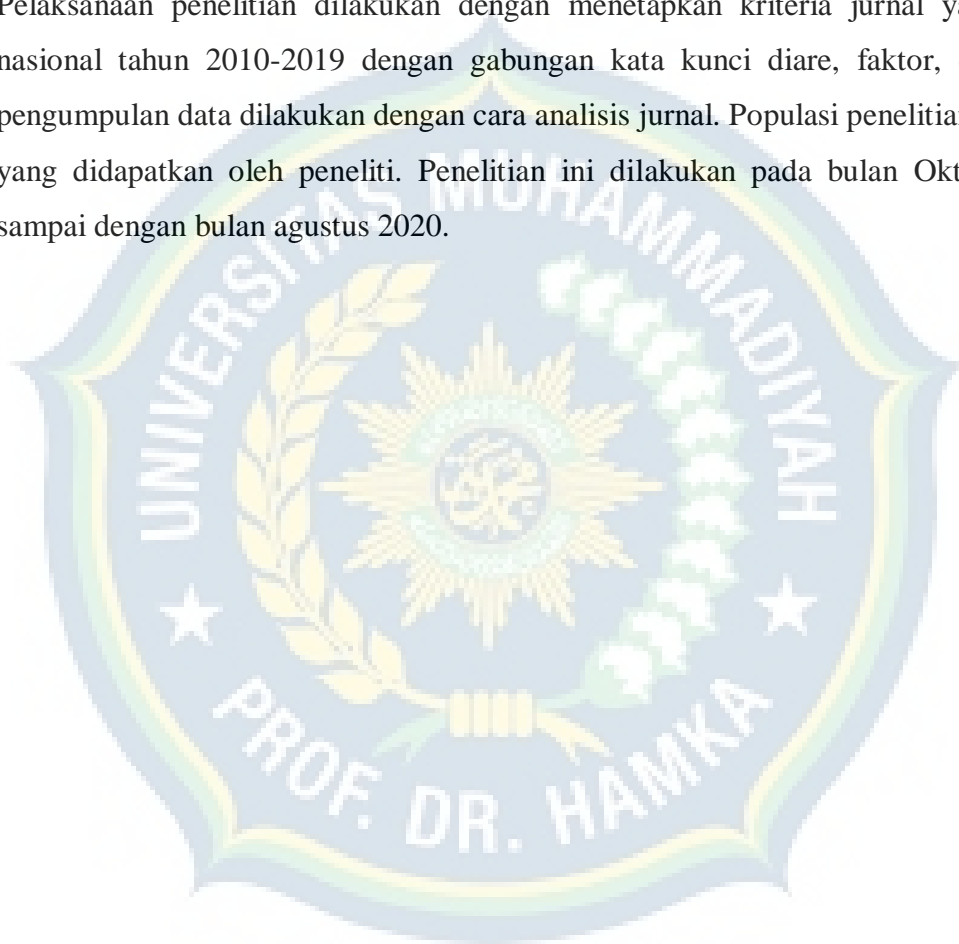 Pelaksanaan penelitian dilakukan dengan menetapkan kriteria jurnal
nasional tahun 2010-2019 dengan gabungan kata kunci diare, faktor,
pengumpulan data dilakukan dengan cara analisis jurnal. Populasi penelitian
yang didapatkan oleh peneliti. Penelitian ini dilakukan pada bulan Okt
sampai dengan bulan agustus 2020.
UNIVERSITAS MUHAMMADIYAH
PROF. DR. HAMKA